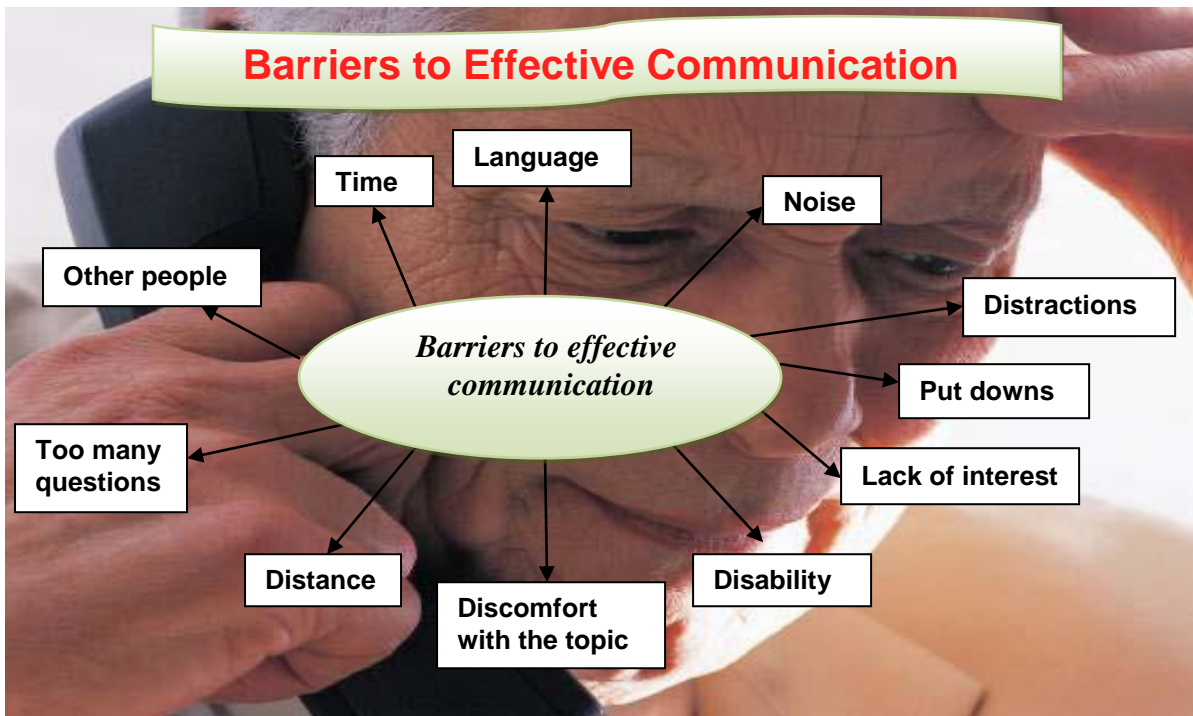 Barriers to Effective Communication
Language
Time
Noise
Other people
Distractions
Barriers to effective
communication
Put downs
Too many
questions
Lack of interest
Distance
Disability
Discomfort
with the topic